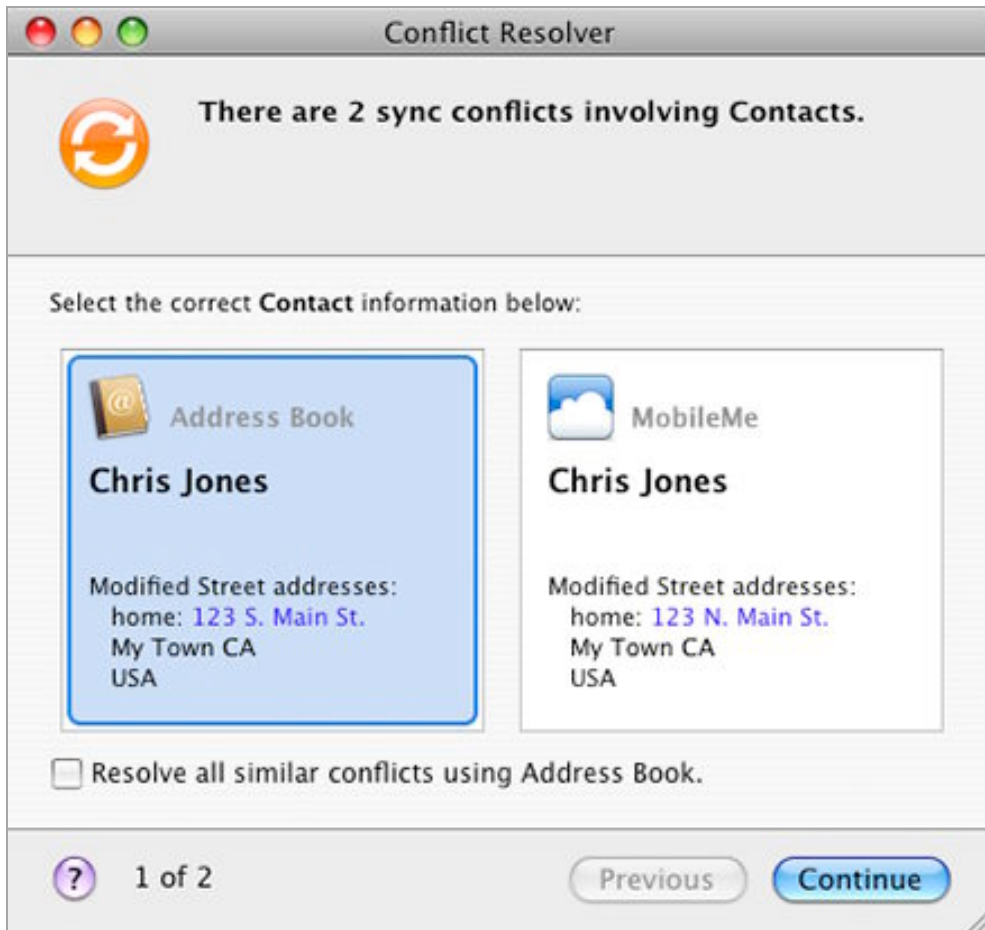 Conflict Resolver
There are 2 sync conflicts involving Contacts.
Select the correct Contact information below:
Address Book
Chris Jones
Modified Street addresses:
home: 123 S. Main St.
My Town CA
USA
MobileMe
Chris Jones
Modified Street addresses:
home: 123 N. Main St.
My Town CA
USA
Resolve all similar conflicts using Address Book.
? 1 of 2
Previous
Continue